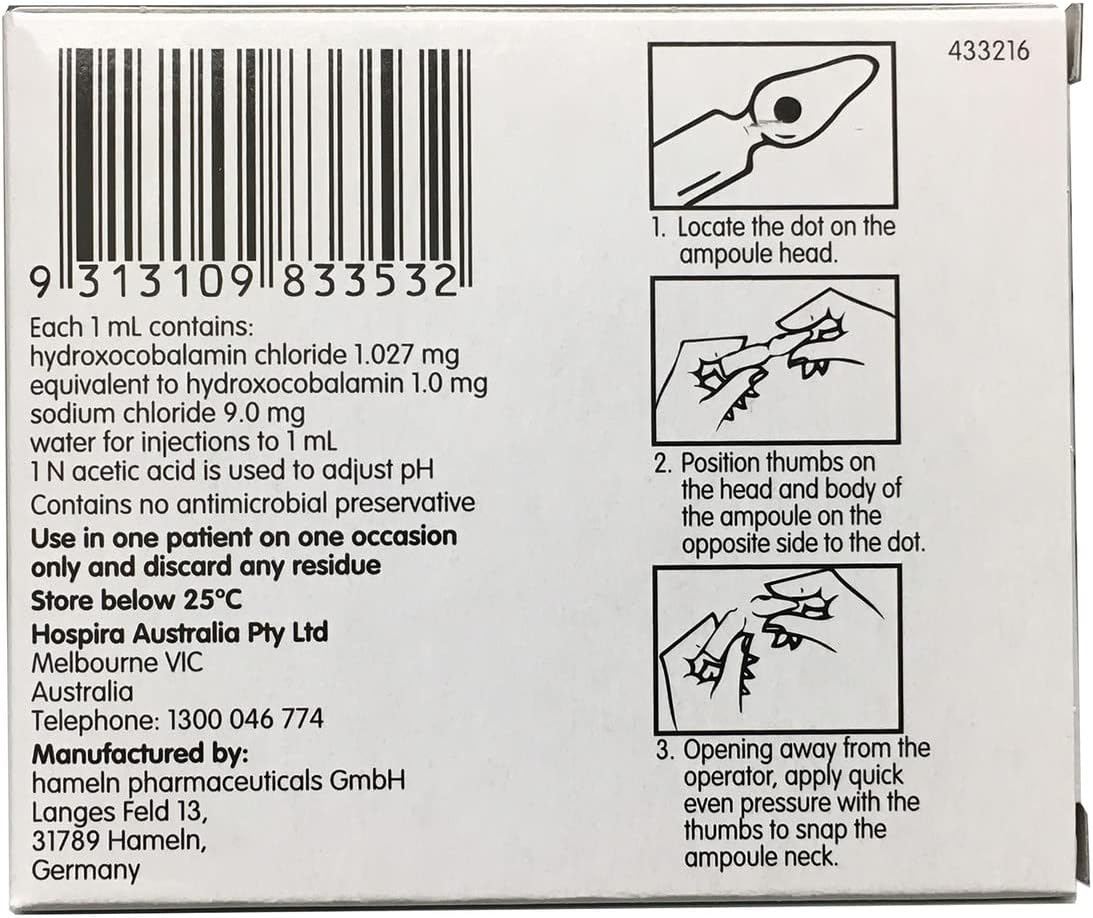 9 313109 833532
Each 1 mL contains:
hydroxocobalamin chloride 1.027 mg
equivalent to hydroxocobalamin 1.0 mg
sodium chloride 9.0 mg
water for injections to 1 mL
1 N acetic acid is used to adjust pH
Contains no antimicrobial preservative
Use in one patient on one occasion
only and discard any residue
Store below 25°C
Hospira Australia Pty Ltd
Melbourne VIC
Australia
Telephone: 1300 046 774
Manufactured by:
hameln pharmaceuticals GmbH
Langes Feld 13,
31789 Hameln,
Germany
433216
1. Locate the dot on the
ampoule head.
2. Position thumbs on
the head and body of
the ampoule on the
opposite side to the dot.
3. Opening away from the
operator, apply quick
even pressure with the
thumbs to snap the
ampoule neck.